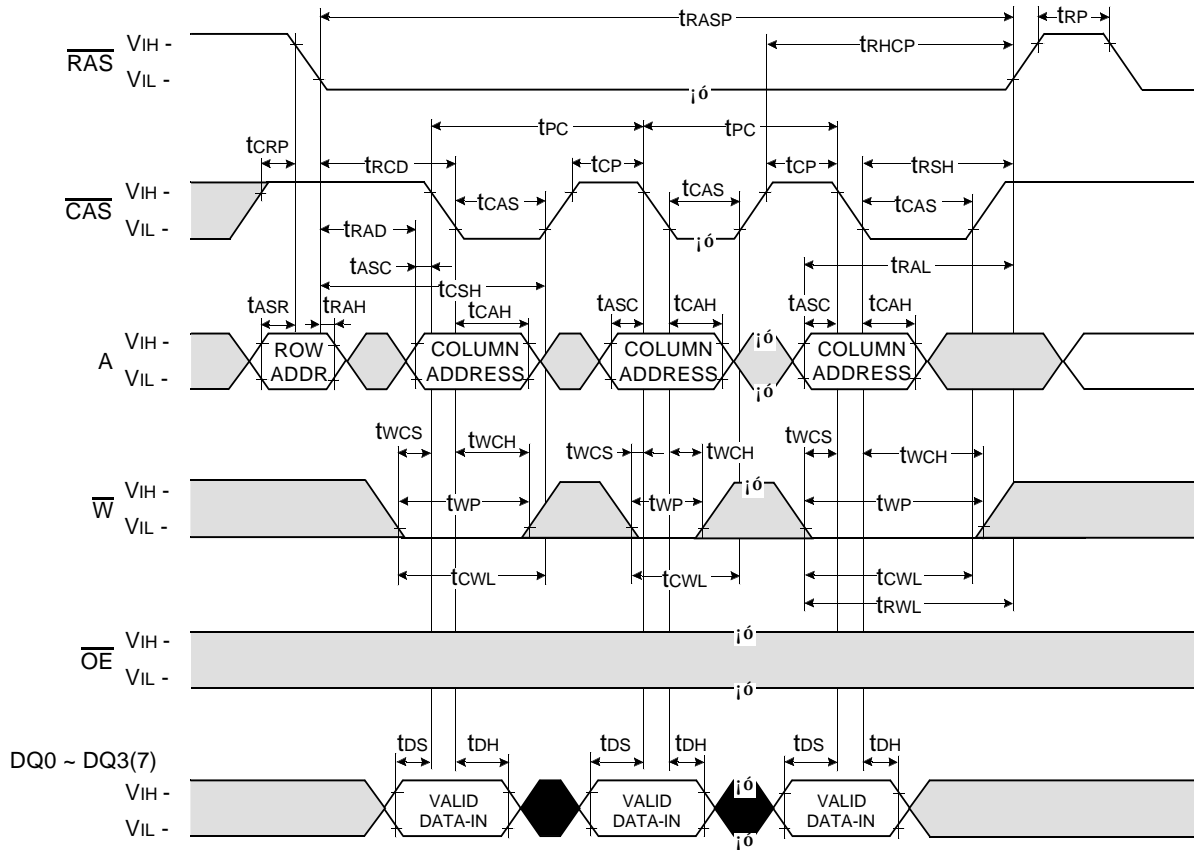 tRASP
tRP
tRHCP
RAS
VIH -
VIL -
¡ó
tPC
tPC
tCRP
tRCD
tCP
tCP
tRSH
CAS
VIH -
VIL -
tCAS
tCAS
tCAS
¡ó
tRAD
tASC
tCSH
tRAL
tASR
tRAH
tCAH
tASC
tCAH
tASC
tCAH
A
VIH -
VIL -
ROW
ADDR.
COLUMN
ADDRESS
COLUMN
ADDRESS
¡ó
¡ó
COLUMN
ADDRESS
tWCS
tWCH
tWCS
tWCH
tWCS
tWCH
W
VIH -
VIL -
tWP
tWP
¡ó
tWP
tCWL
tCWL
tCWL
tRWL
OE
VIH -
VIL -
¡ó
¡ó
DQ0 ~ DQ3(7)
tDS
tDH
tDS
tDH
tDS
tDH
VIH -
VIL -
VALID
DATA-IN
VALID
DATA-IN
¡ó
¡ó
VALID
DATA-IN